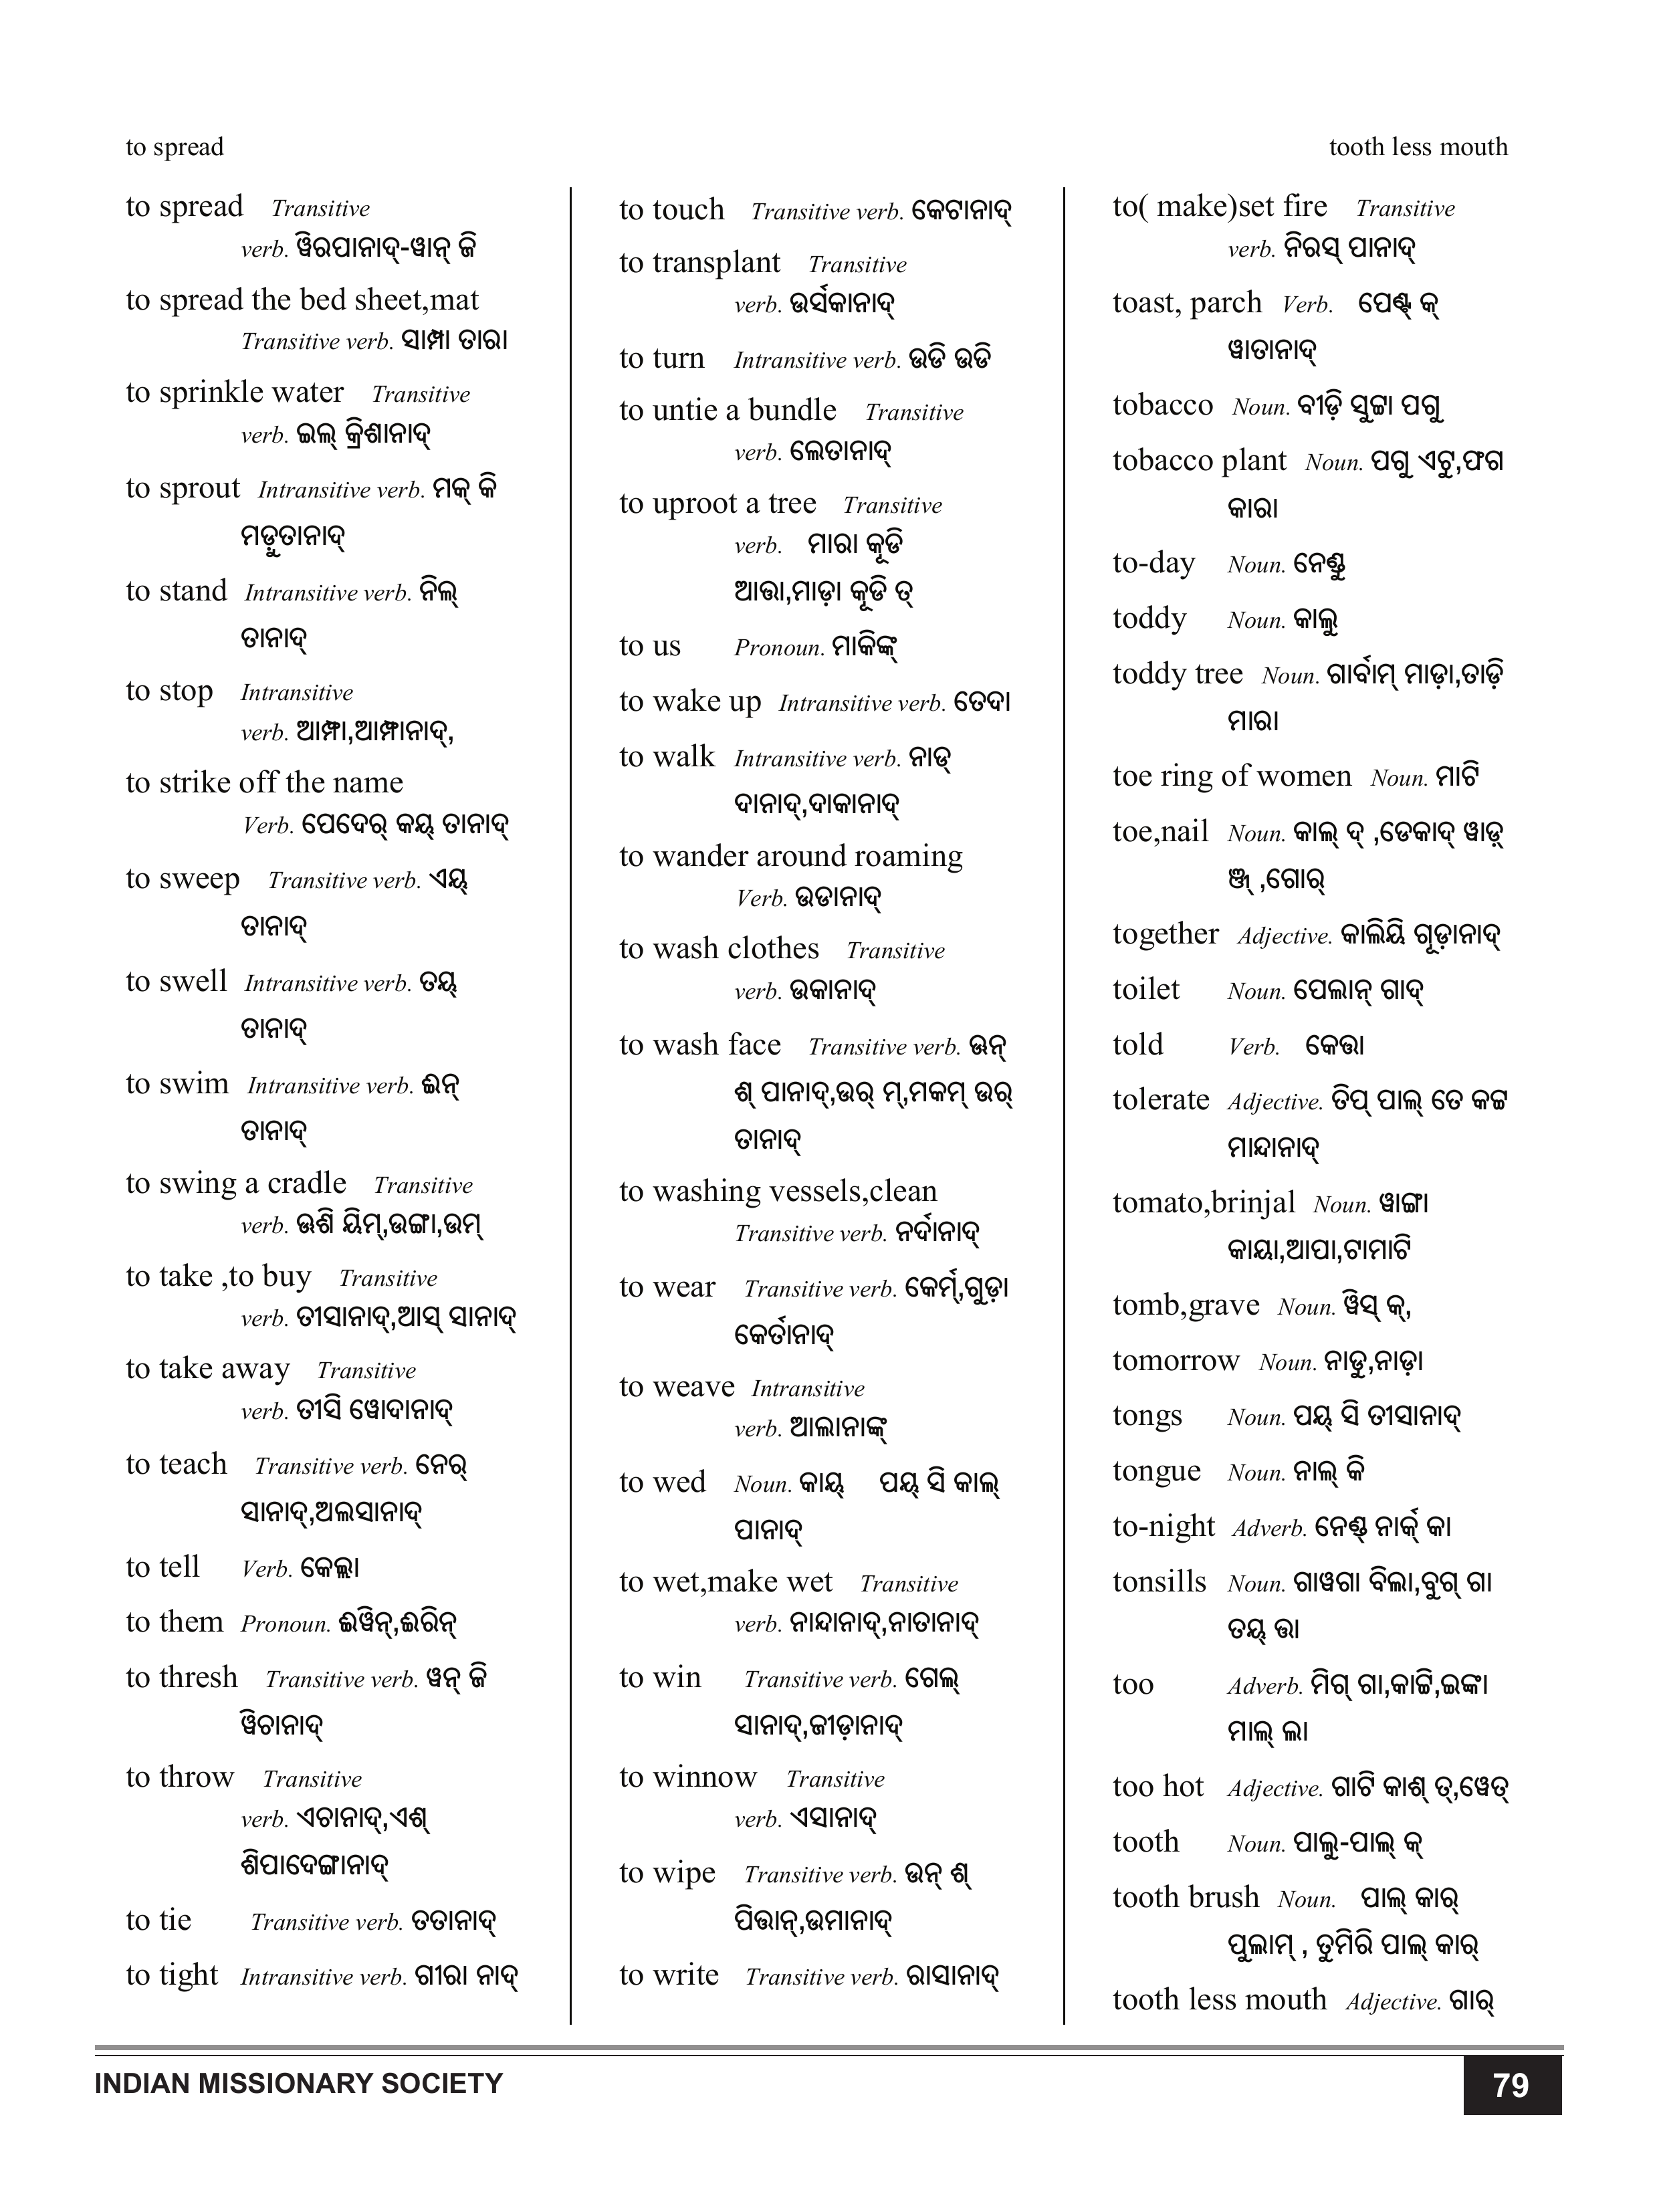 to spread
tooth less mouth
to spread Transitive
verb. ୱିରପାନାଦ୍-ୱାନ୍ ଜି
to spread the bed sheet,mat
Transitive verb. ସାମ୍ପା ତାରା
to sprinkle water Transitive
verb. ଇଲ୍ କ୍ରିଶାନାଦ୍
to sprout Intransitive verb. ମକ୍ କି
ମଡ଼ୁତାନାଦ୍
to stand Intransitive verb. ନିଲ୍
ତାନାଦ୍
to stop Intransitive
verb. ଆମ୍ଫା,ଆମ୍ଫାନାଦ୍,
to strike off the name
Verb. ପେଦେର୍ କୟ୍ ତାନାଦ୍
to sweep Transitive verb. ଏୟ୍
ତାନାଦ୍
to swell Intransitive verb. ତୟ୍
ତାନାଦ୍
to swim Intransitive verb. ଈନ୍
ତାନାଦ୍
to swing a cradle Transitive
verb. ଊଶି ୟିମ୍,ଉଙ୍ଗା,ଉମ୍
to take ,to buy Transitive
verb. ତୀସାନାଦ୍,ଆସ୍ ସାନାଦ୍
to take away Transitive
verb. ତୀସି ୱୋଦାନାଦ୍
to teach Transitive verb. ନେର୍
ସାନାଦ୍,ଅଲସାନାଦ୍
to tell Verb. କେଲ୍ଲା
to them Pronoun. ଈୱିନ୍,ଈରିନ୍
to thresh Transitive verb. ୱନ୍ ଜି
ୱିଚାନାଦ୍
to throw Transitive
verb. ଏଚାନାଦ୍,ଏଶ୍
ଶିପାଦେଙ୍ଗାନାଦ୍
to tie Transitive verb. ତତାନାଦ୍
to tight Intransitive verb. ଗୀରା ନାଦ୍
to touch Transitive verb. କେଟାନାଦ୍
to transplant Transitive
verb. ଉର୍ସକାନାଦ୍
to turn Intransitive verb. ଉଡି ଉଡି
to untie a bundle Transitive
verb. ଲେତାନାଦ୍
to uproot a tree Transitive
verb. ମାରା କୂଡି
ଆତ୍ତା,ମାଡ଼ା କୂଡି ତ୍
to us Pronoun. ମାକିଙ୍କ୍
to wake up Intransitive verb. ତେଦା
to walk Intransitive verb. ନାଡ୍
ଦାନାଦ୍,ଦାକାନାଦ୍
to wander around roaming
Verb. ଉଡାନାଦ୍
to wash clothes Transitive
verb. ଉକାନାଦ୍
to wash face Transitive verb. ଊନ୍
ଶ୍ ପାନାଦ୍,ଉର୍ ମ୍,ମକମ୍ ଉର୍
ତାନାଦ୍
to washing vessels,clean
Transitive verb. ନର୍ଦାନାଦ୍
to wear Transitive verb. କେର୍ମ୍,ଗୁଡ଼ା
କେର୍ତାନାଦ୍
to weave Intransitive
verb. ଆଲାନାଙ୍କ୍
to wed Noun. କାୟ୍ ପୟ୍ ସି କାଲ୍
ପାନାଦ୍
to wet,make wet Transitive
verb. ନାନ୍ଦାନାଦ୍,ନାତାନାଦ୍
to win Transitive verb. ଗେଲ୍
ସାନାଦ୍,ଜୀଡ଼ାନାଦ୍
to winnow Transitive
verb. ଏସାନାଦ୍
to wipe Transitive verb. ଉନ୍ ଶ୍
ପିତ୍ତାନ୍,ଉମାନାଦ୍
to write Transitive verb. ରାସାନାଦ୍
to( make)set fire Transitive
verb. ନିରସ୍ ପାନାଦ୍
toast, parch Verb. ପେଣ୍ଟ୍ କ୍
ୱାତାନାଦ୍
tobacco Noun. ବୀଡ଼ି ସୁଟ୍ଟା ପଗୁ
tobacco plant Noun. ପଗୁ ଏଟୁ,ଫଗ
କାରା
to-day Noun. ନେଣ୍ଡୁ
toddy Noun. କାଲୁ
toddy tree Noun. ଗାର୍ବାମ୍ ମାଡ଼ା,ତାଡ଼ି
ମାରା
toe ring of women Noun. ମାଟି
toe,nail Noun. କାଲ୍ ଦ୍ ,ଡେକାଦ୍ ୱାଡ଼୍
ଞ୍ଜ୍ ,ଗୋର୍
together Adjective. କାଲିୟି ଗୂଡ଼ାନାଦ୍
toilet Noun. ପେଲାନ୍ ଗାଦ୍
told Verb. କେତ୍ତା
tolerate Adjective. ତିପ୍ ପାଲ୍ ତେ କଟ୍ଟ
ମାନ୍ଦାନାଦ୍
tomato,brinjal Noun. ୱାଙ୍ଗା
କାୟା,ଆପା,ଟାମାଟି
tomb,grave Noun. ୱିସ୍ କ୍,
tomorrow Noun. ନାଡୁ,ନାଡ଼ା
tongs Noun. ପୟ୍ ସି ତୀସାନାଦ୍
tongue Noun. ନାଲ୍ କି
to-night Adverb. ନେଣ୍ଡ୍ ନାର୍କ୍ କା
tonsills Noun. ଗାୱଗା ବିଲା,ବୁଗ୍ ଗା
ତୟ୍ ତ୍ତା
too Adverb. ମିଗ୍ ଗା,କାଟ୍ଟି,ଇଙ୍କା
ମାଲ୍ ଲା
too hot Adjective. ଗାଟି କାଶ୍ ତ୍,ୱେତ୍
tooth Noun. ପାଲୁ-ପାଲ୍ କ୍
tooth brush Noun. ପାଲ୍ କାର୍
ପୁଲାମ୍ , ତୁମିରି ପାଲ୍ କାର୍
tooth less mouth Adjective. ଗାର୍
INDIAN MISSIONARY SOCIETY
79